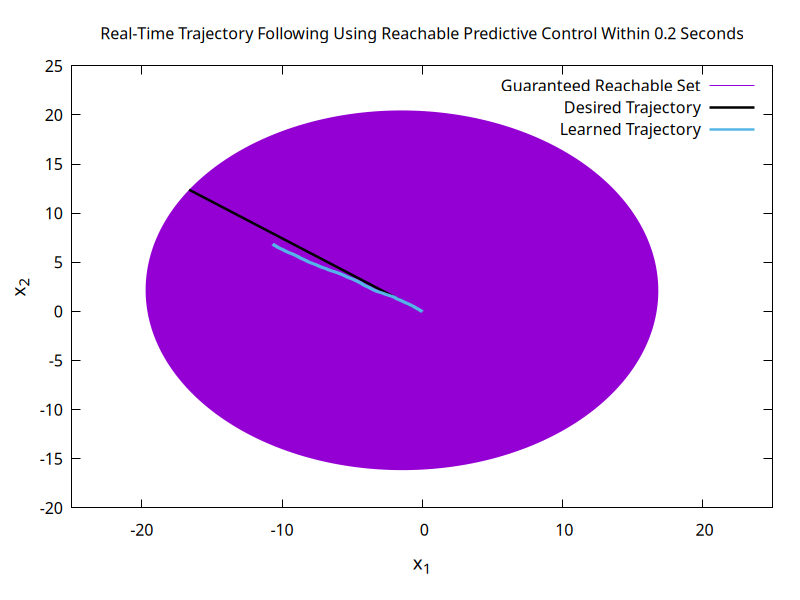 Real-Time Trajectory Following Using Reachable Predictive Control Within 0.2 Seconds
Guaranteed Reachable Set
Desired Trajectory
Learned Trajectory
25
20
15
10
5
0
-5
-10
-15
-20
x2
-20 -10 0 10 20
x1